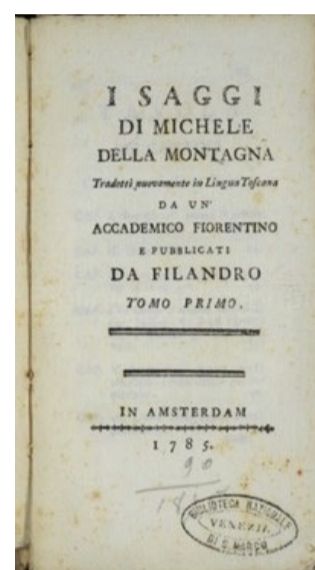 I SAGGI
DI MICHELE
DELLA MONTAGNA
Tradotti nuovamente in Lingua Toscana
DA UN'
ACCADEMICO FIORENTINO
E PUBBLICATI
DA FILANDRO
TOMO PRIMO.
IN AMSTERDAM
1785.
90
BIBLIOTECA NAZIONALE
VENEZIA
DI S. MARCO